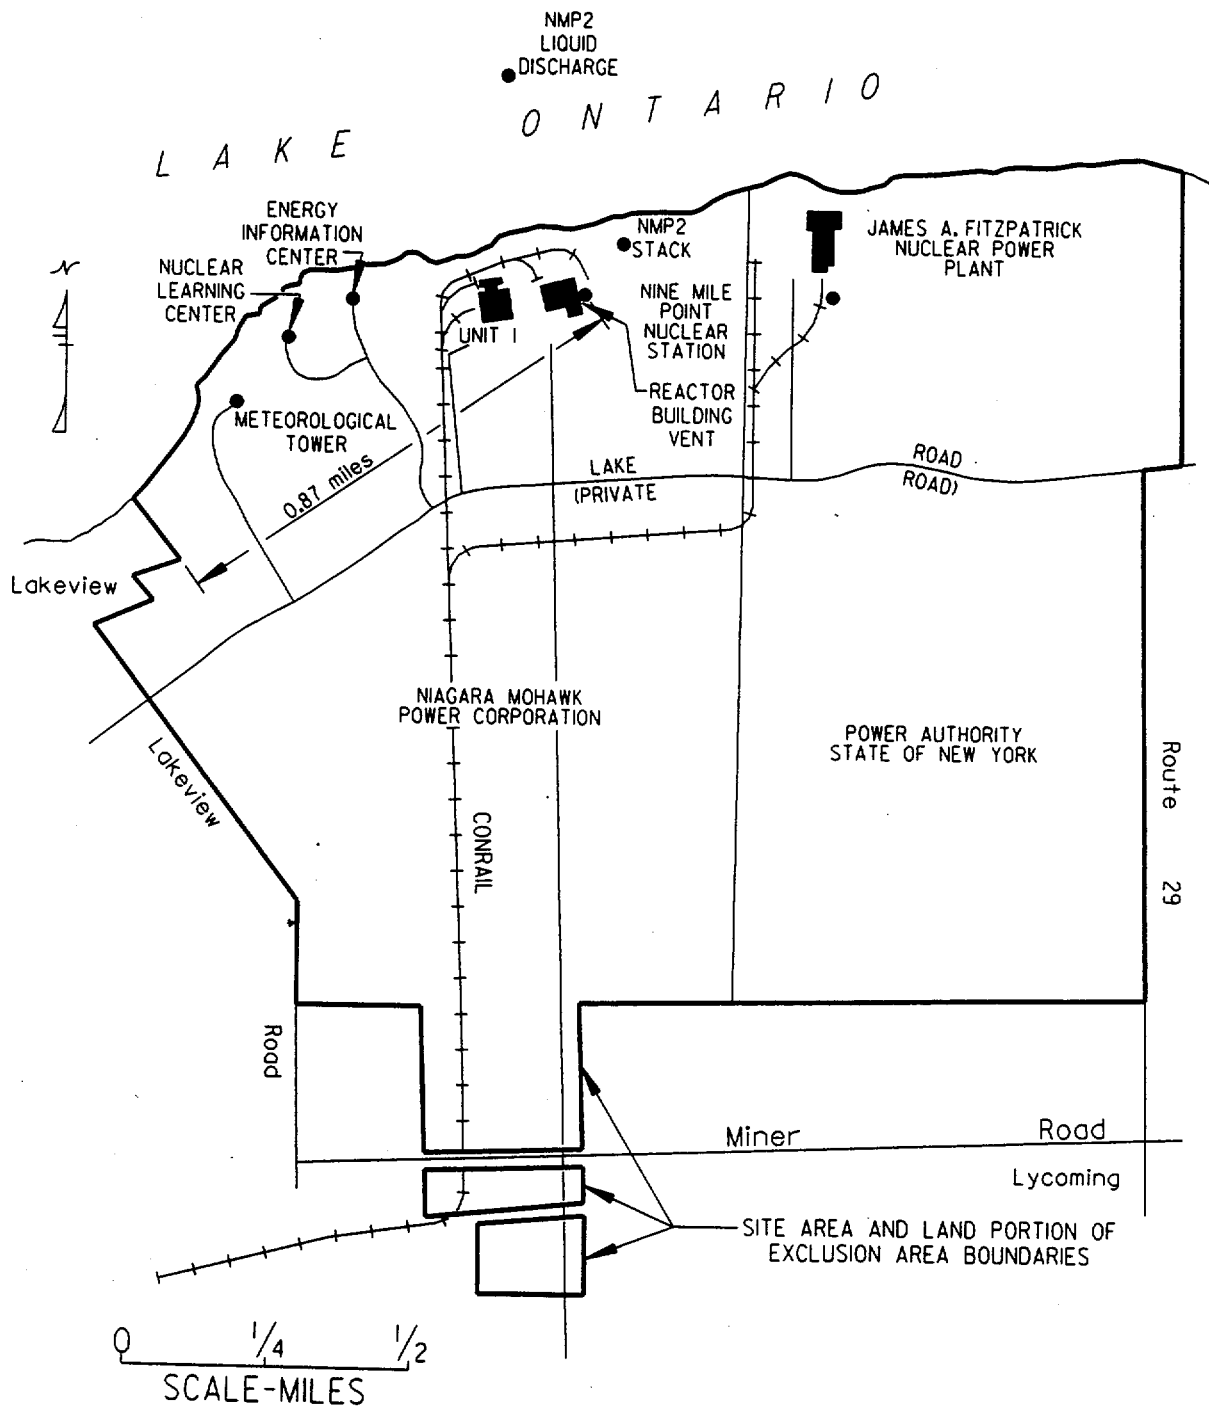 NMP2
LIQUID
DISCHARGE
LAKE ONTARIO
ENERGY
INFORMATION
CENTER
NUCLEAR
LEARNING
CENTER
N
NMP2
STACK
JAMES A. FITZPATRICK
NUCLEAR POWER
PLANT
NINE MILE
POINT
NUCLEAR
STATION
UNIT 1
REACTOR
BUILDING
VENT
METEOROLOGICAL
TOWER
0.87 miles
LAKE ROAD
(PRIVATE ROAD)
Lakeview
NIAGARA MOHAWK
POWER CORPORATION
POWER AUTHORITY
STATE OF NEW YORK
Lakeview
Route 29
CONRAIL
Road
Miner Road
Lycoming
SITE AREA AND LAND PORTION OF
EXCLUSION AREA BOUNDARIES
0 1/4 1/2
SCALE-MILES